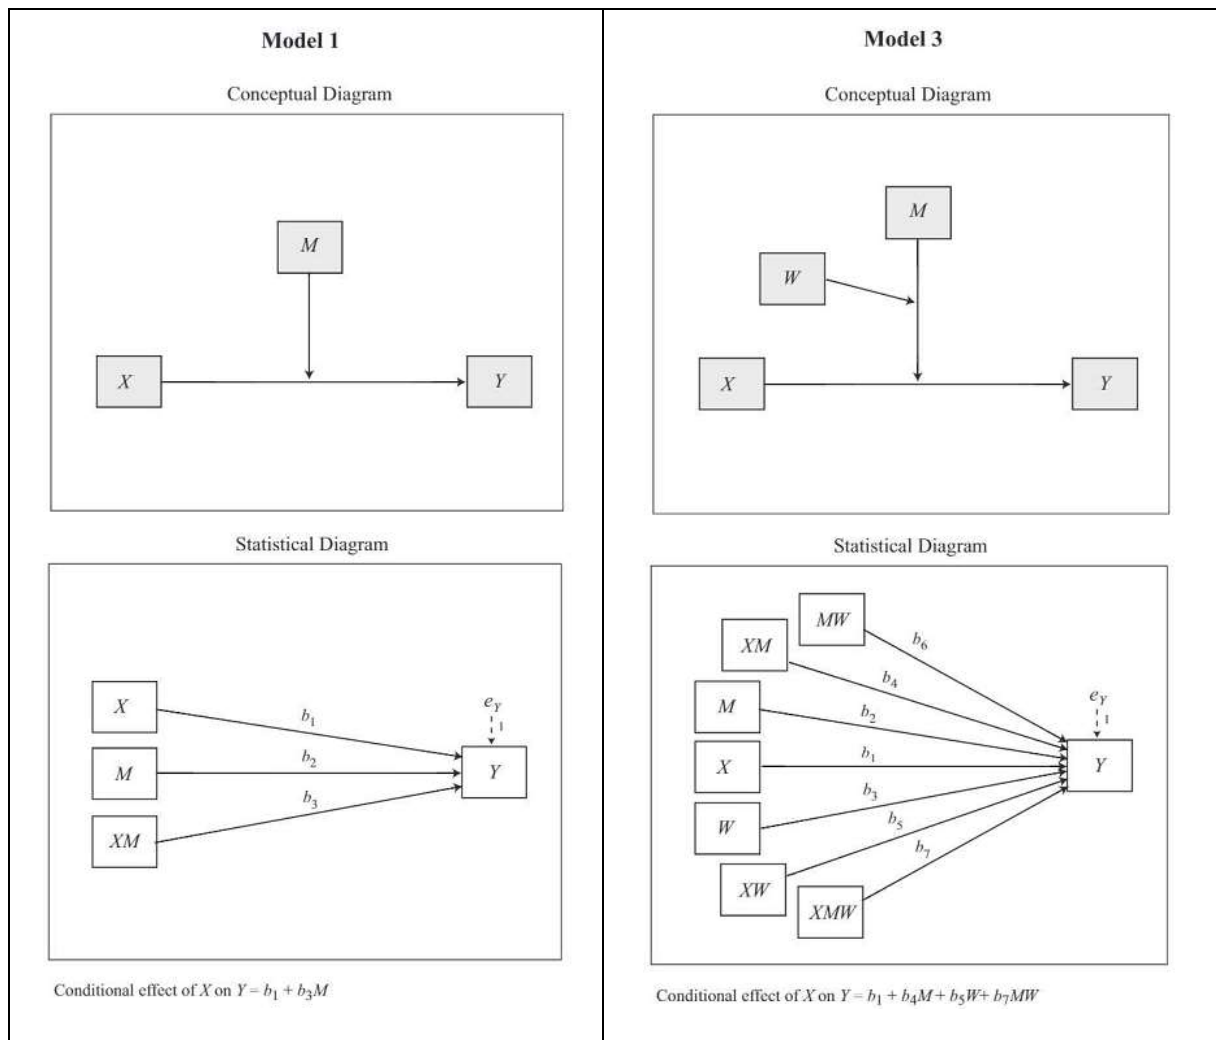 Model 1
Conceptual Diagram
M
X
Y
Statistical Diagram
X
M
XM
b1
b2
b3
eY
1
Y
Conditional effect of X on Y = b1 + b3M
Model 3
Conceptual Diagram
M
W
X
Y
Statistical Diagram
MW
XM
M
X
W
XW
XMW
b6
b4
b2
b1
b3
b5
b7
eY
1
Y
Conditional effect of X on Y = b1 + b4M + b5W+ b7MW